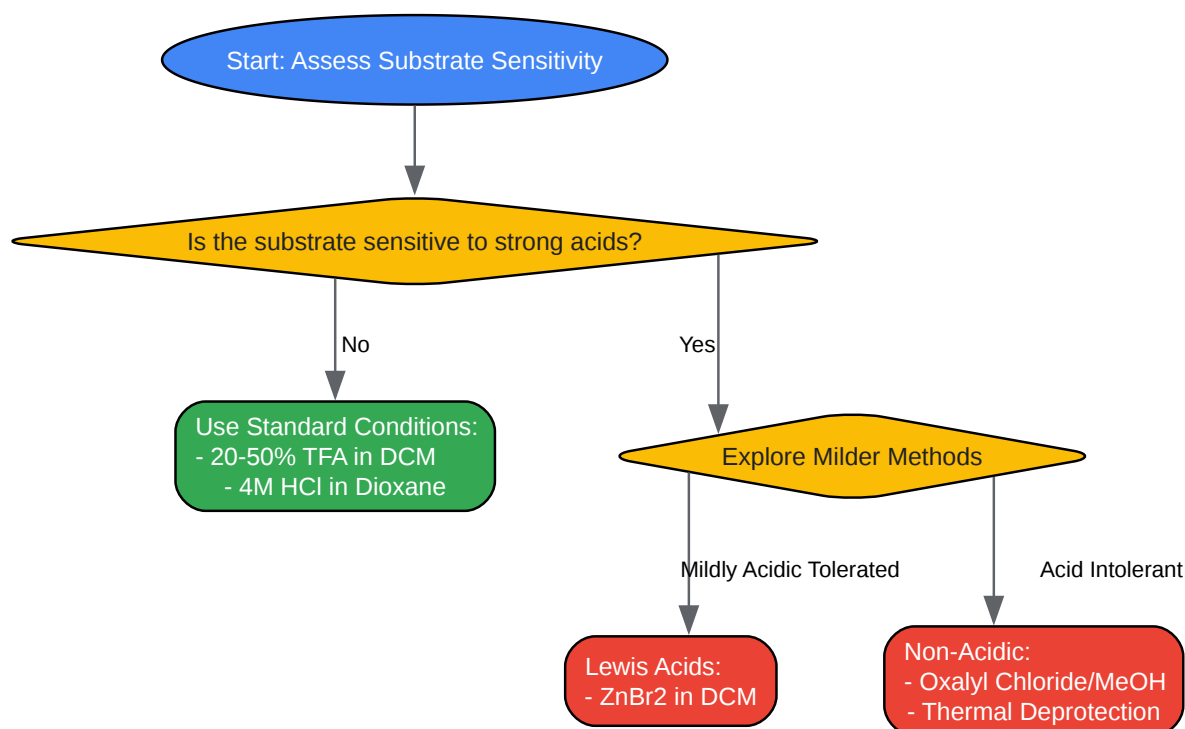 Start: Assess Substrate Sensitivity
Is the substrate sensitive to strong acids?
No
Yes
Use Standard Conditions:
- 20-50% TFA in DCM
- 4M HCl in Dioxane
Explore Milder Methods
Mildly Acidic Tolerated
Acid Intolerant
Lewis Acids:
- ZnBr2 in DCM
Non-Acidic:
- Oxalyl Chloride/MeOH
- Thermal Deprotection